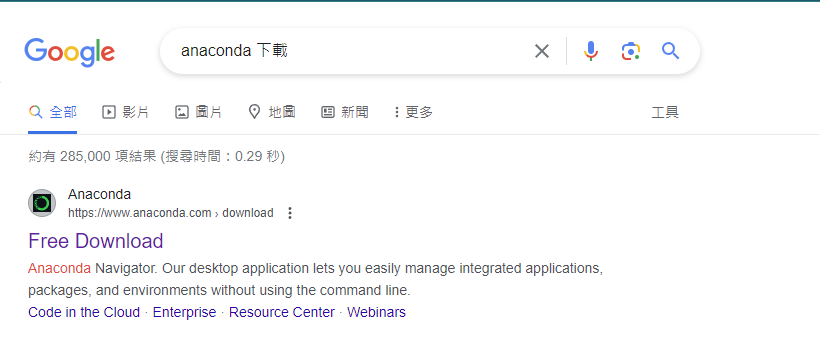 Google
anaconda 下載
全部 影片 圖片 地圖 新聞 更多 工具
約有 285,000 項結果 (搜尋時間：0.29 秒)
Anaconda
https://www.anaconda.com › download
Free Download
Anaconda Navigator. Our desktop application lets you easily manage integrated applications,
packages, and environments without using the command line.
Code in the Cloud · Enterprise · Resource Center · Webinars